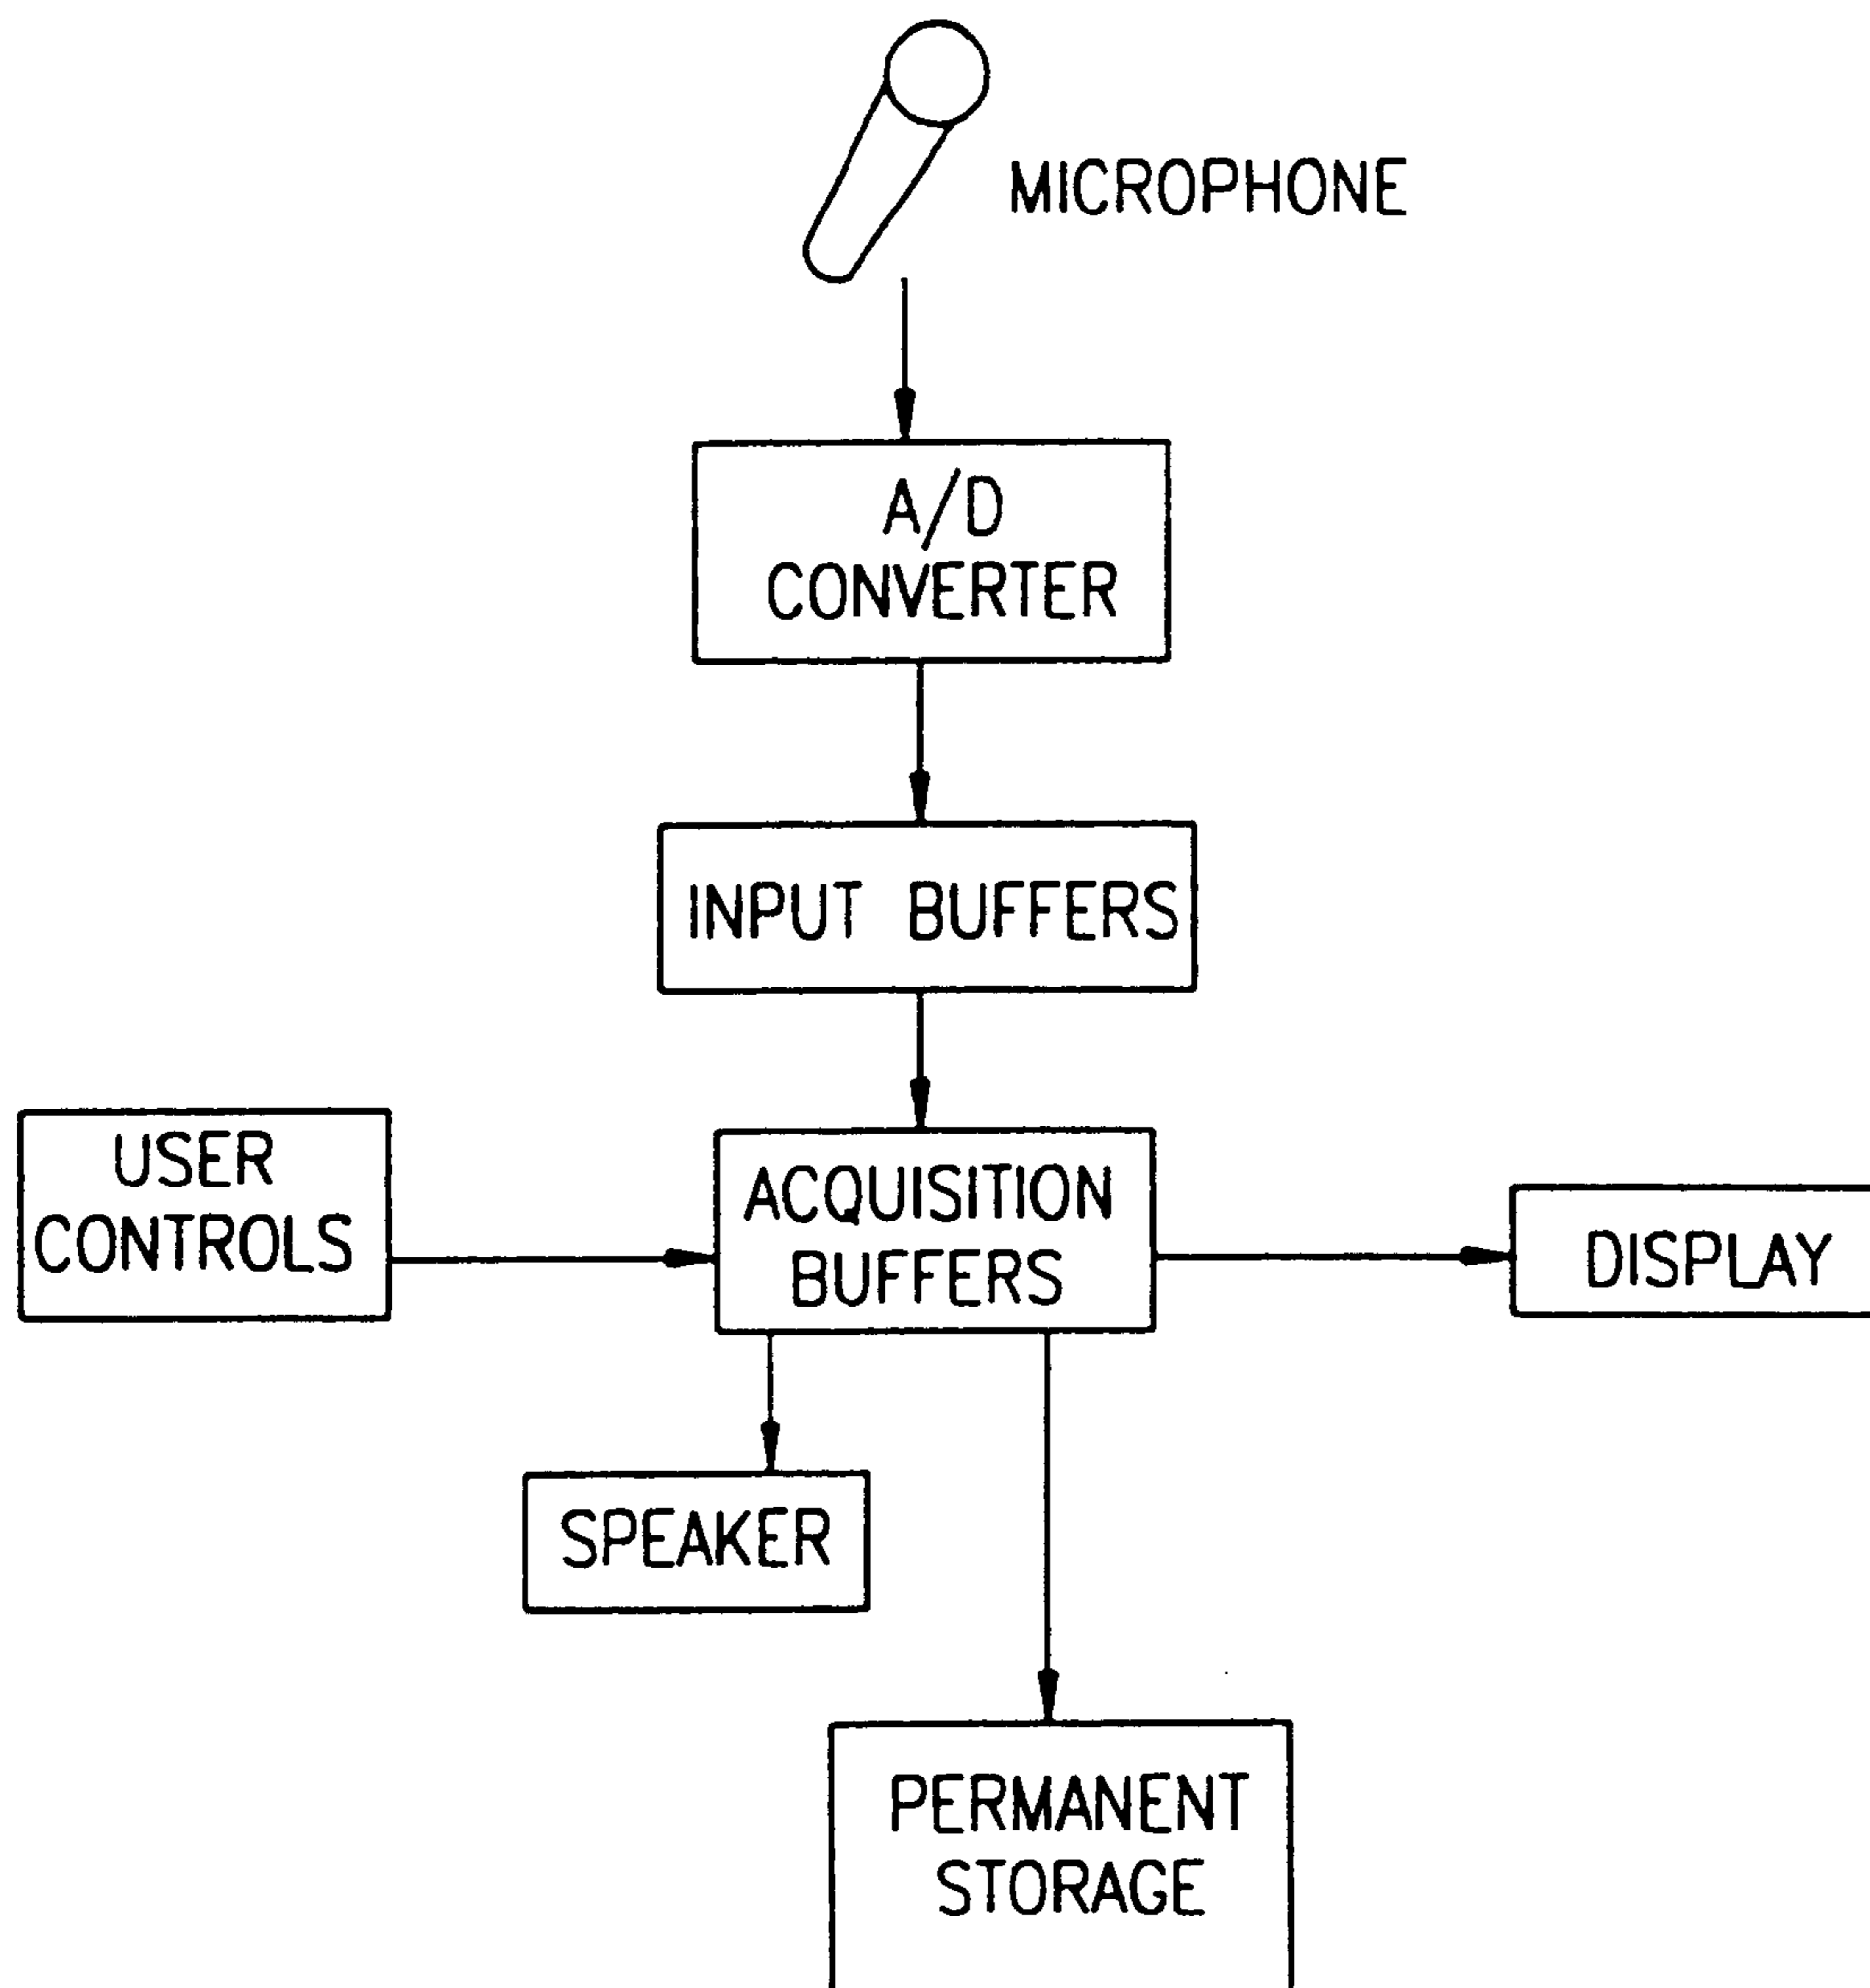 MICROPHONE
A/D
CONVERTER
INPUT BUFFERS
USER
CONTROLS
ACQUISITION
BUFFERS
DISPLAY
SPEAKER
PERMANENT
STORAGE